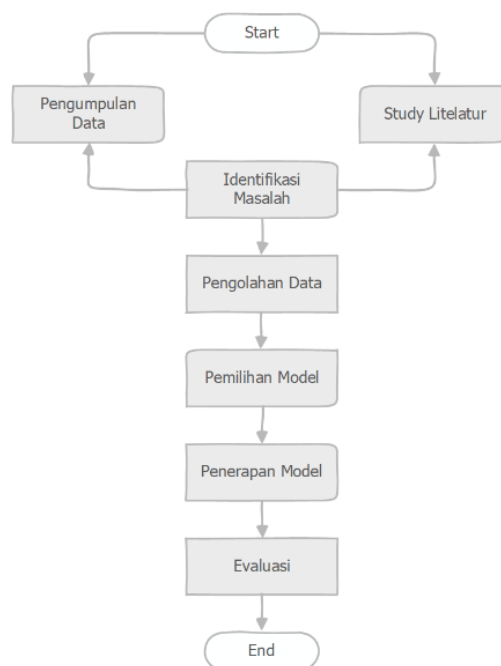 Start
Pengumpulan
Data
Study Litelatur
Identifikasi
Masalah
Pengolahan Data
Pemilihan Model
Penerapan Model
Evaluasi
End